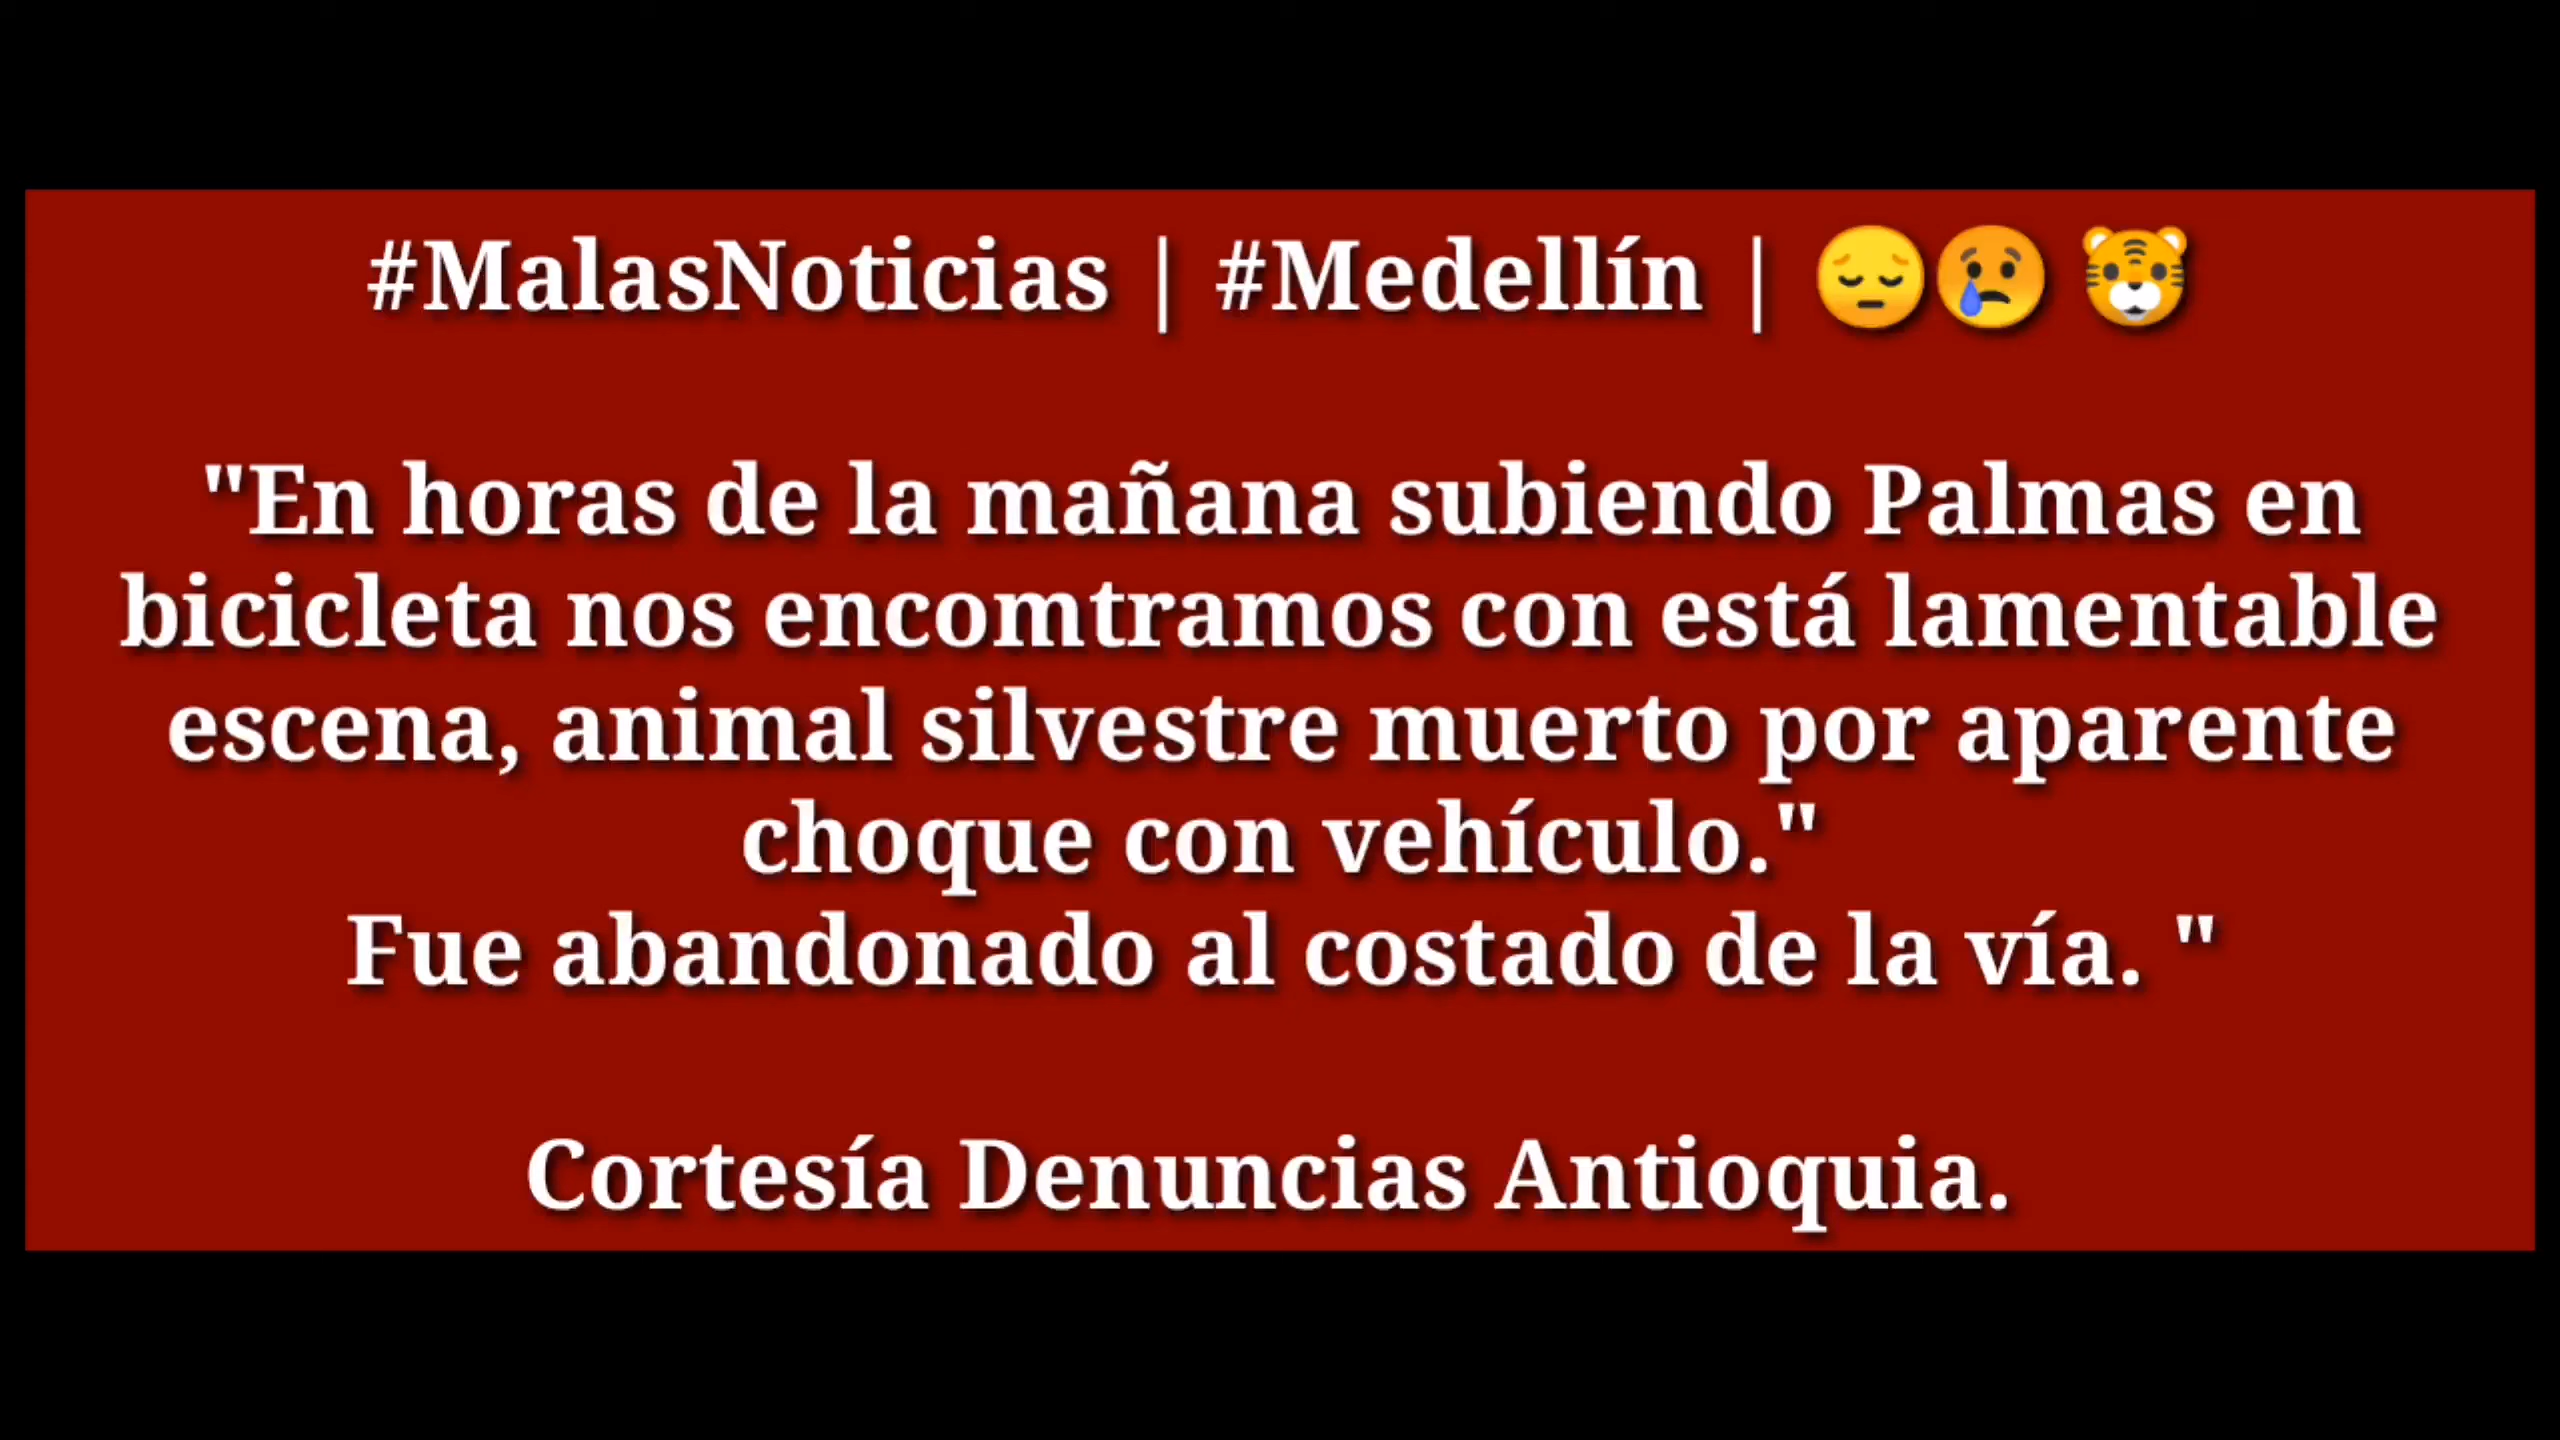 #MalasNoticias | #Medellín | 😔😢 🐯
"En horas de la mañana subiendo Palmas en
bicicleta nos encomtramos con está lamentable
escena, animal silvestre muerto por aparente
choque con vehículo."
Fue abandonado al costado de la vía. "
Cortesía Denuncias Antioquia.